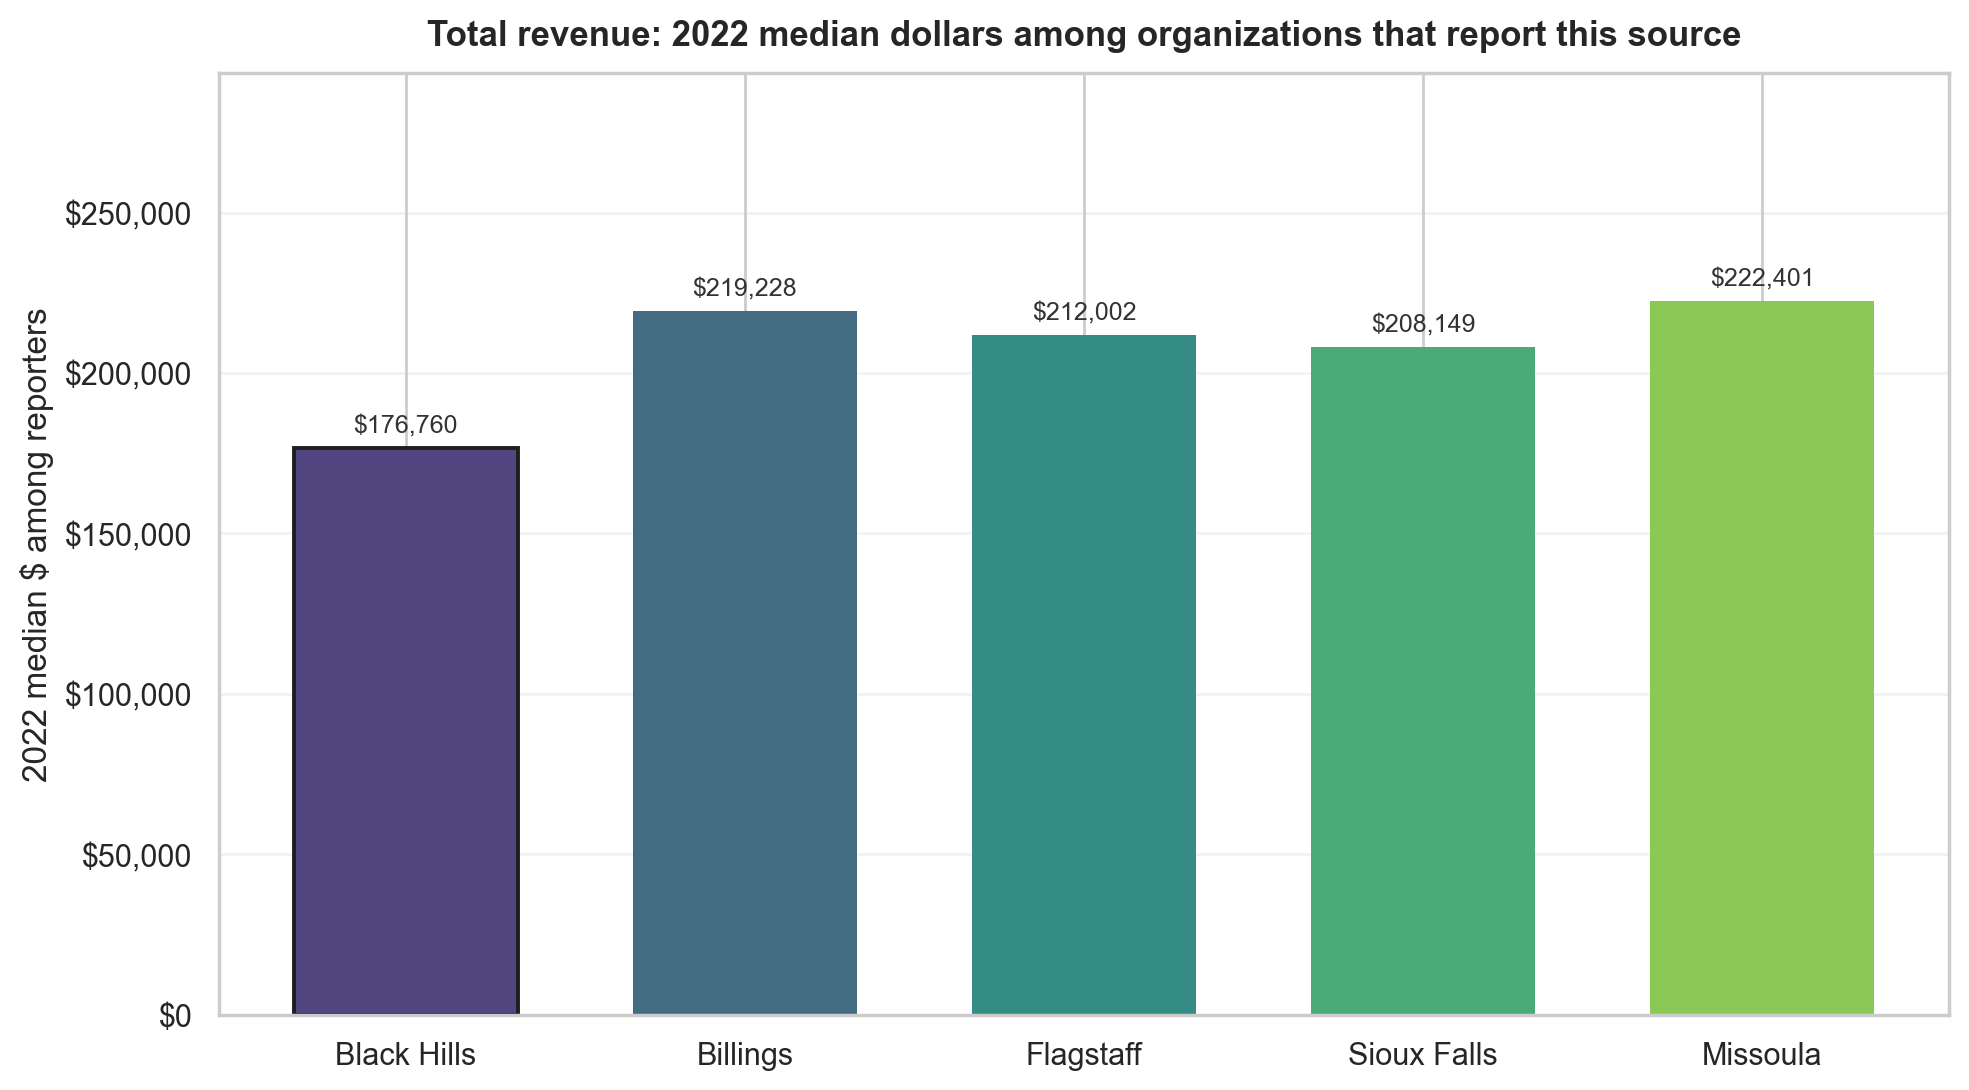 Total revenue: 2022 median dollars among organizations that report this source
2022 median $ among reporters
$250,000
$200,000
$150,000
$100,000
$50,000
$0
$176,760
$219,228
$212,002
$208,149
$222,401
Black Hills
Billings
Flagstaff
Sioux Falls
Missoula